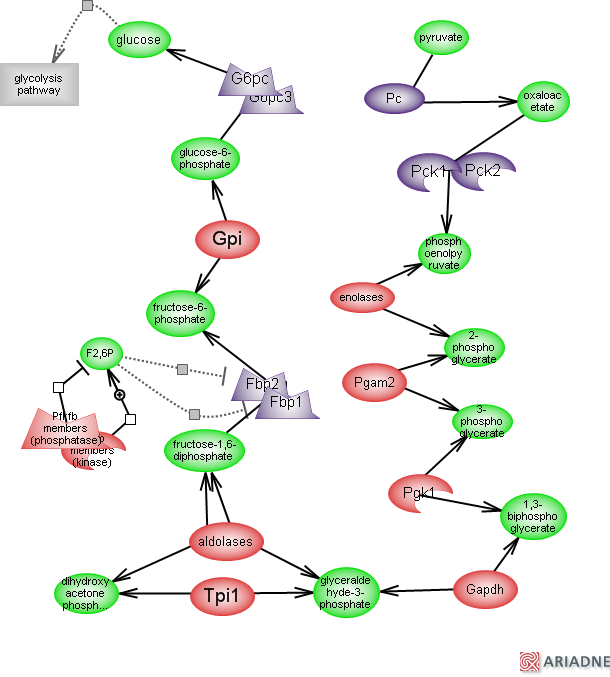 glucose
pyruvate
glycolysis
pathway
G6pc
G6pc3
Pc
oxaloac
etate
glucose-6-
phosphate
Pck1
Pck2
Gpi
phosph
oenolpy
ruvate
enolases
fructose-6-
phosphate
2-
phospho
glycerate
F2,6P
Fbp2
Fbp1
Pgam2
3-
phospho
glycerate
Pfkfb
members
(phosphatase)
members
(kinase)
fructose-1,6-
diphosphate
Pgk1
1,3-
biphospho
glycerate
aldolases
dihydroxy
acetone
phosph...
Tpi1
glyceralde
hyde-3-
phosphate
Gapdh
ARIADNE